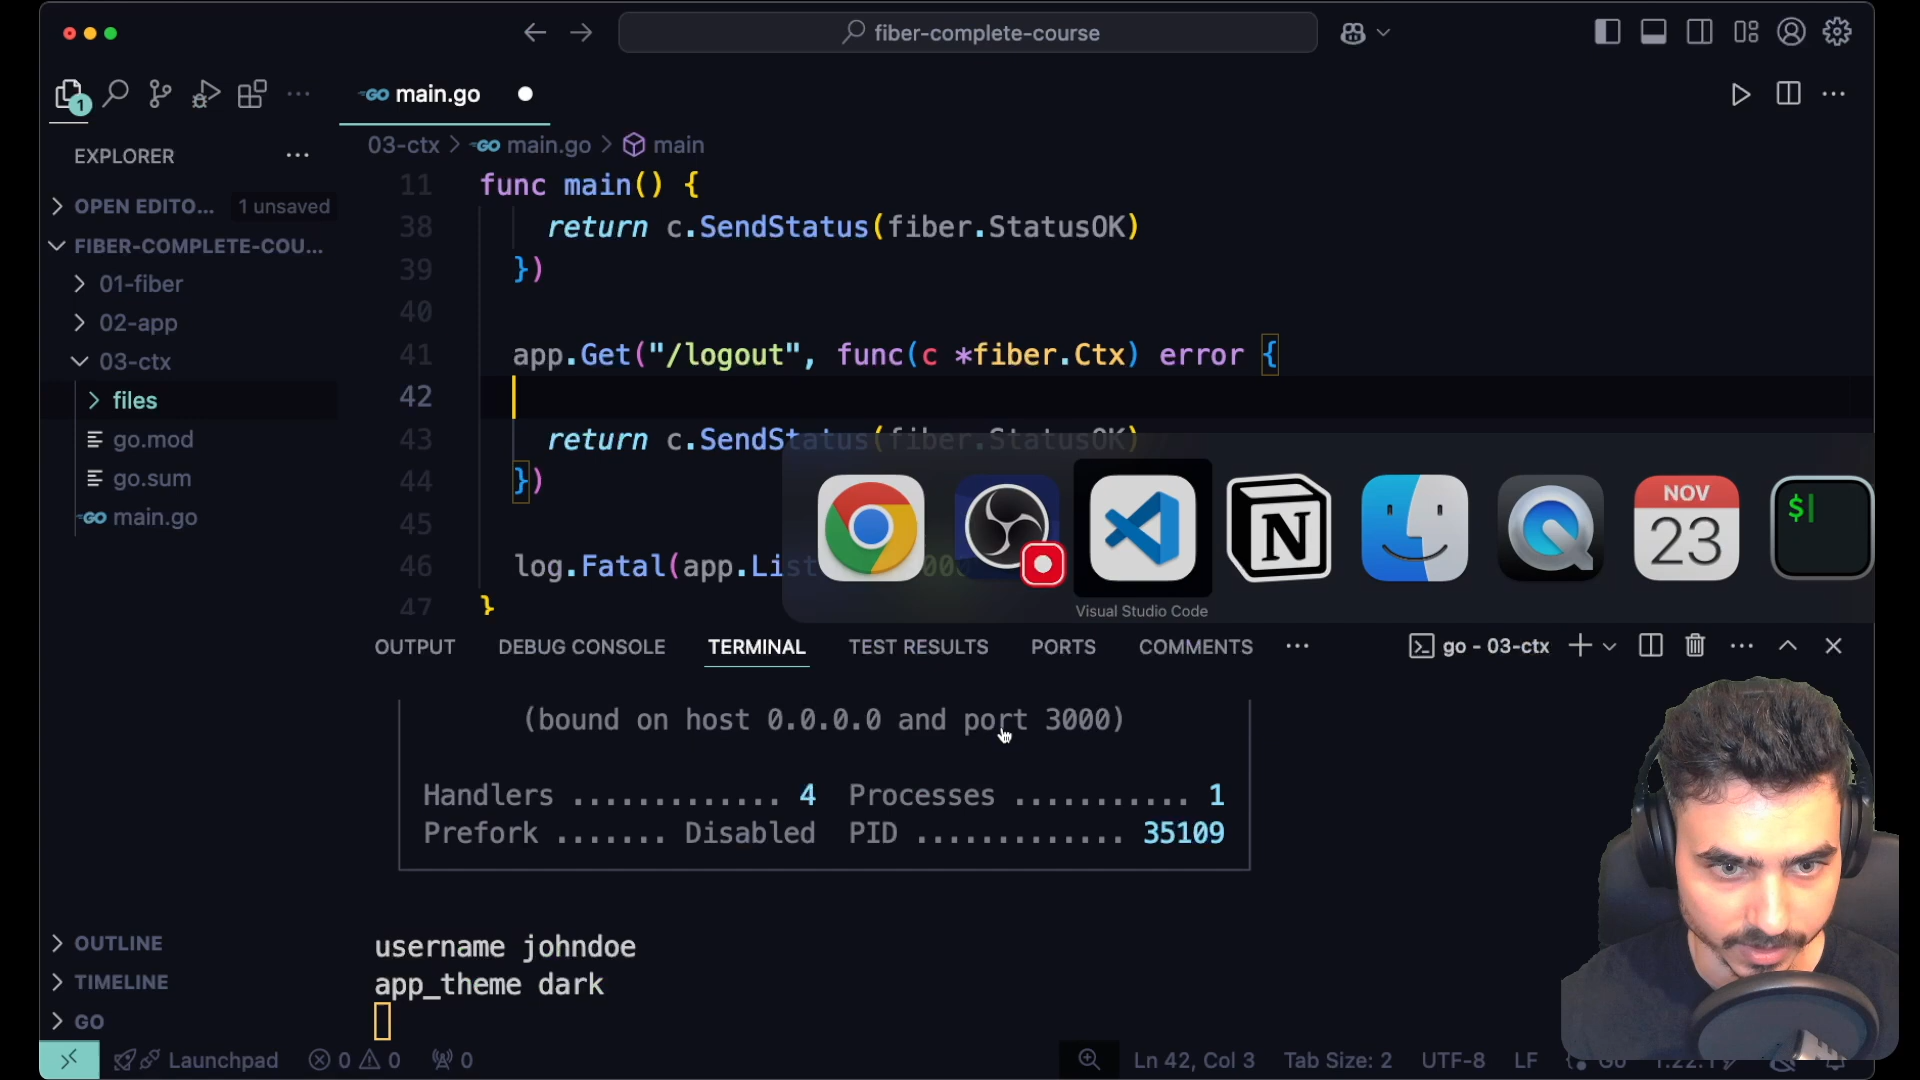 fiber-complete-course
1
main.go
EXPLORER
03-ctx > main.go > main
OPEN EDITO... 1 unsaved
FIBER-COMPLETE-COU...
01-fiber
02-app
03-ctx
files
go.mod
go.sum
main.go
OUTLINE
TIMELINE
GO
11 func main() {
38 return c.SendStatus(fiber.StatusOK)
39 })
40
41 app.Get("/logout", func(c *fiber.Ctx) error {
42
43 return c.SendStatus(fiber.StatusOK)
44 })
45
46 log.Fatal(app.List
47 }
NOV
23
$
Visual Studio Code
OUTPUT DEBUG CONSOLE TERMINAL TEST RESULTS PORTS COMMENTS
go - 03-ctx
(bound on host 0.0.0.0 and port 3000)
Handlers ............. 4 Processes ........... 1
Prefork ....... Disabled PID ............. 35109
username johndoe
app_theme dark
Launchpad 0 0 0
Ln 42, Col 3 Tab Size: 2 UTF-8 LF Go